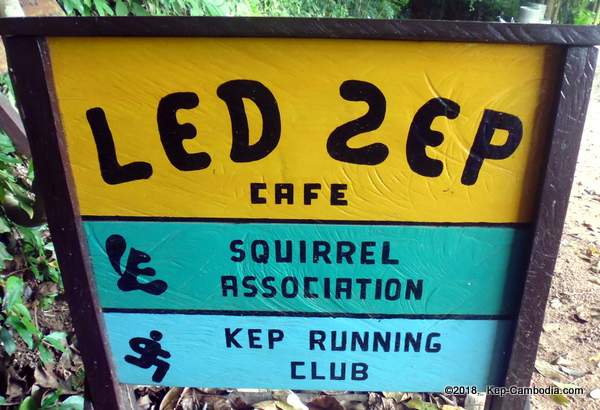 LED ZEP
CAFE
SQUIRREL
ASSOCIATION
KEP RUNNING
CLUB
©2018, Kep-Cambodia.com